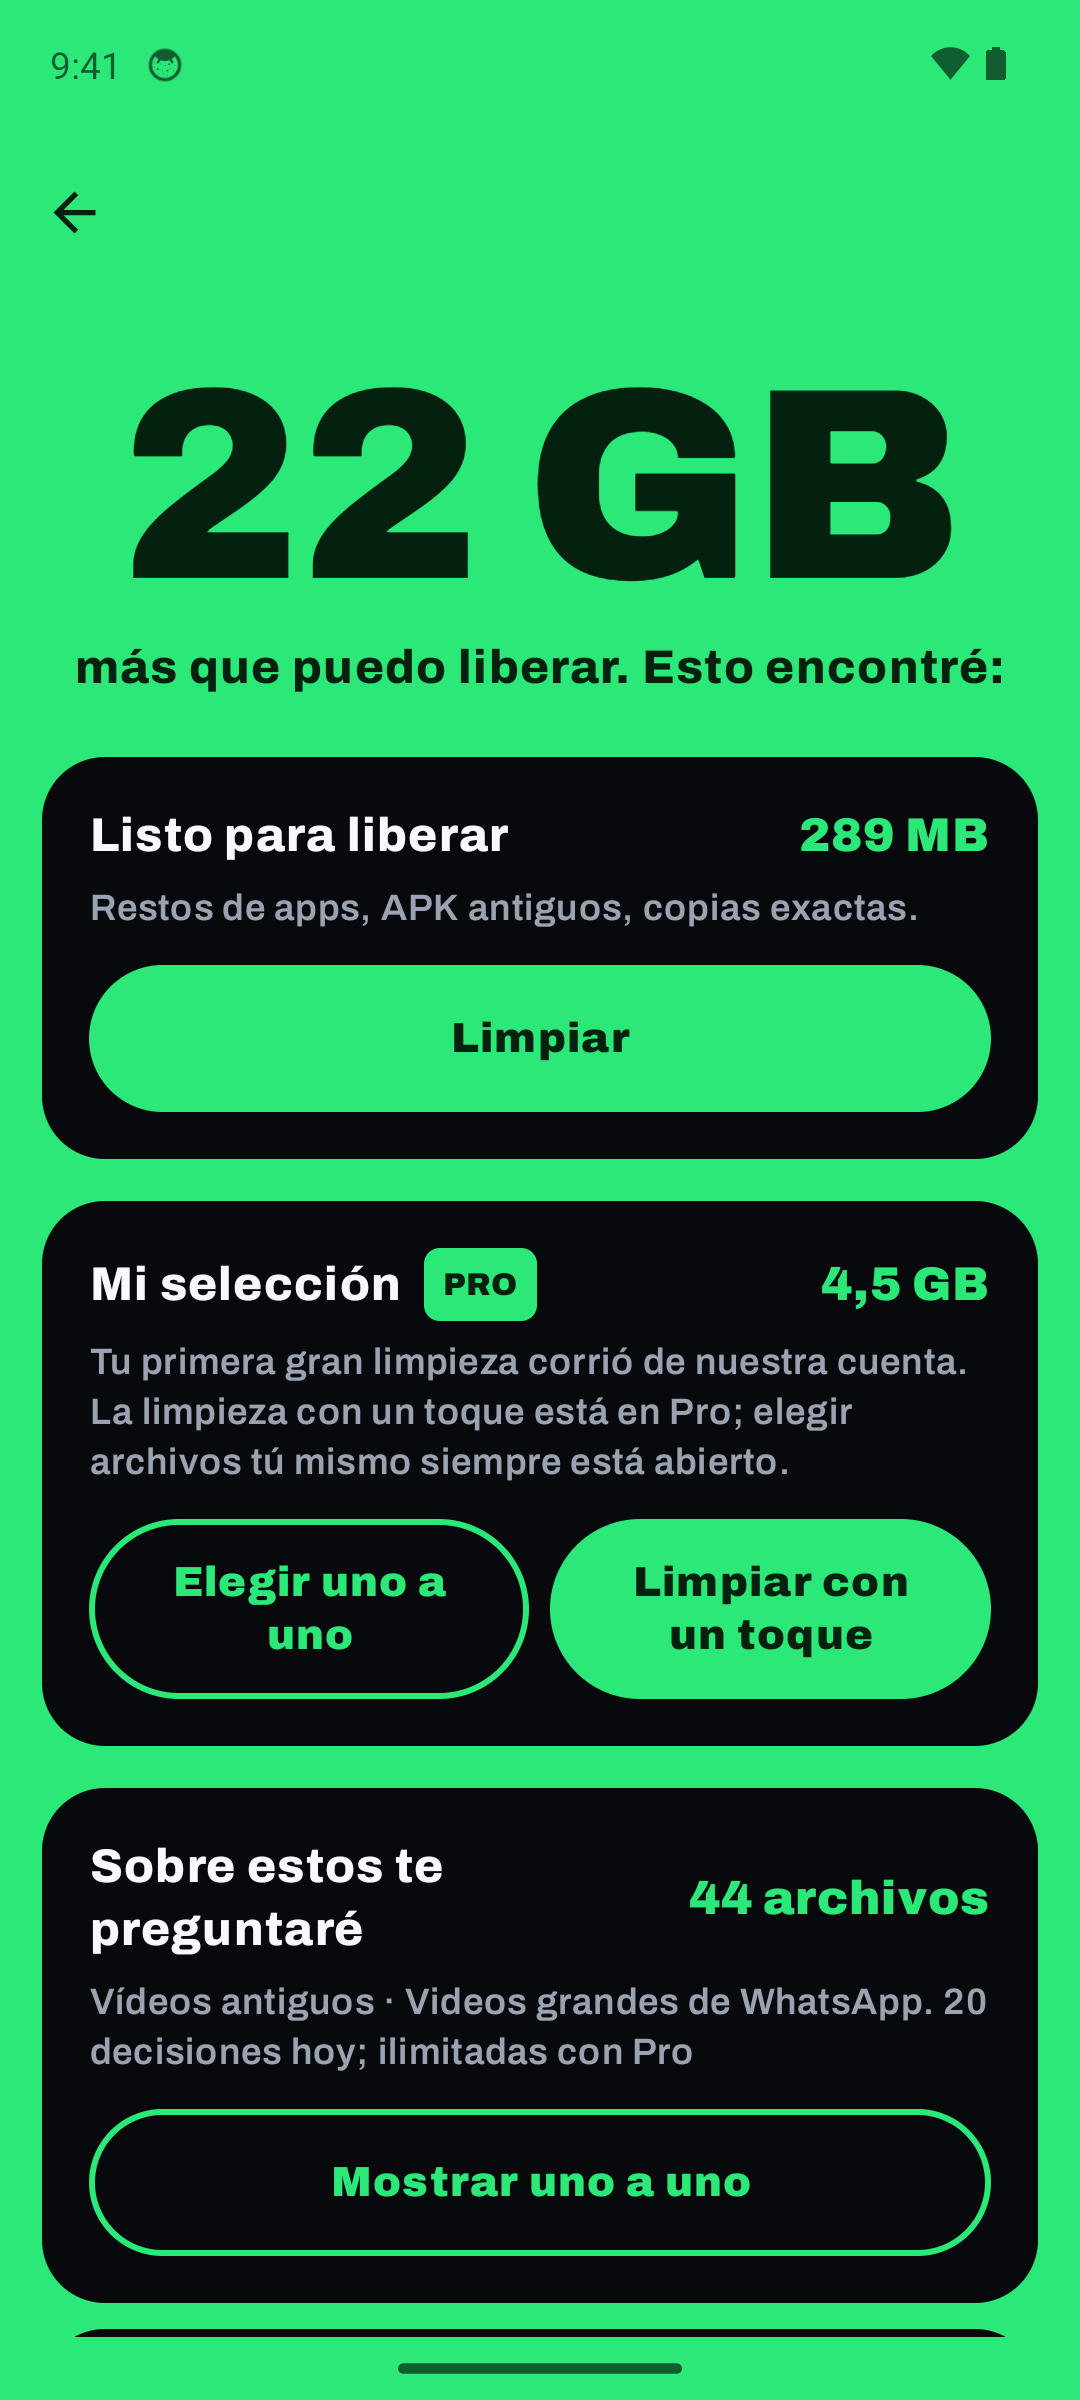 9:41
22 GB
más que puedo liberar. Esto encontré:
Listo para liberar
289 MB
Restos de apps, APK antiguos, copias exactas.
Limpiar
Mi selección
PRO
4,5 GB
Tu primera gran limpieza corrió de nuestra cuenta.
La limpieza con un toque está en Pro; elegir
archivos tú mismo siempre está abierto.
Elegir uno a
uno
Limpiar con
un toque
Sobre estos te
preguntaré
44 archivos
Vídeos antiguos · Videos grandes de WhatsApp. 20
decisiones hoy; ilimitadas con Pro
Mostrar uno a uno